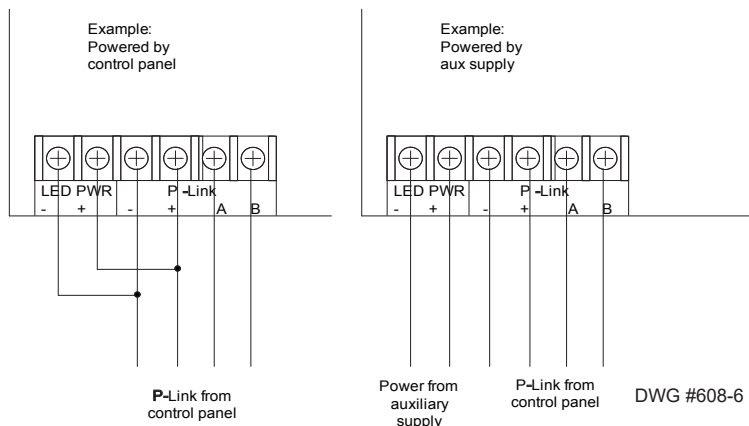 Example:
Powered by
control panel
LED PWR P -Link
- + - + A B
P-Link from
control panel
Example:
Powered by
aux supply
LED PWR P -Link
- + - + A B
Power from
auxiliary
supply
P-Link from
control panel
DWG #608-6